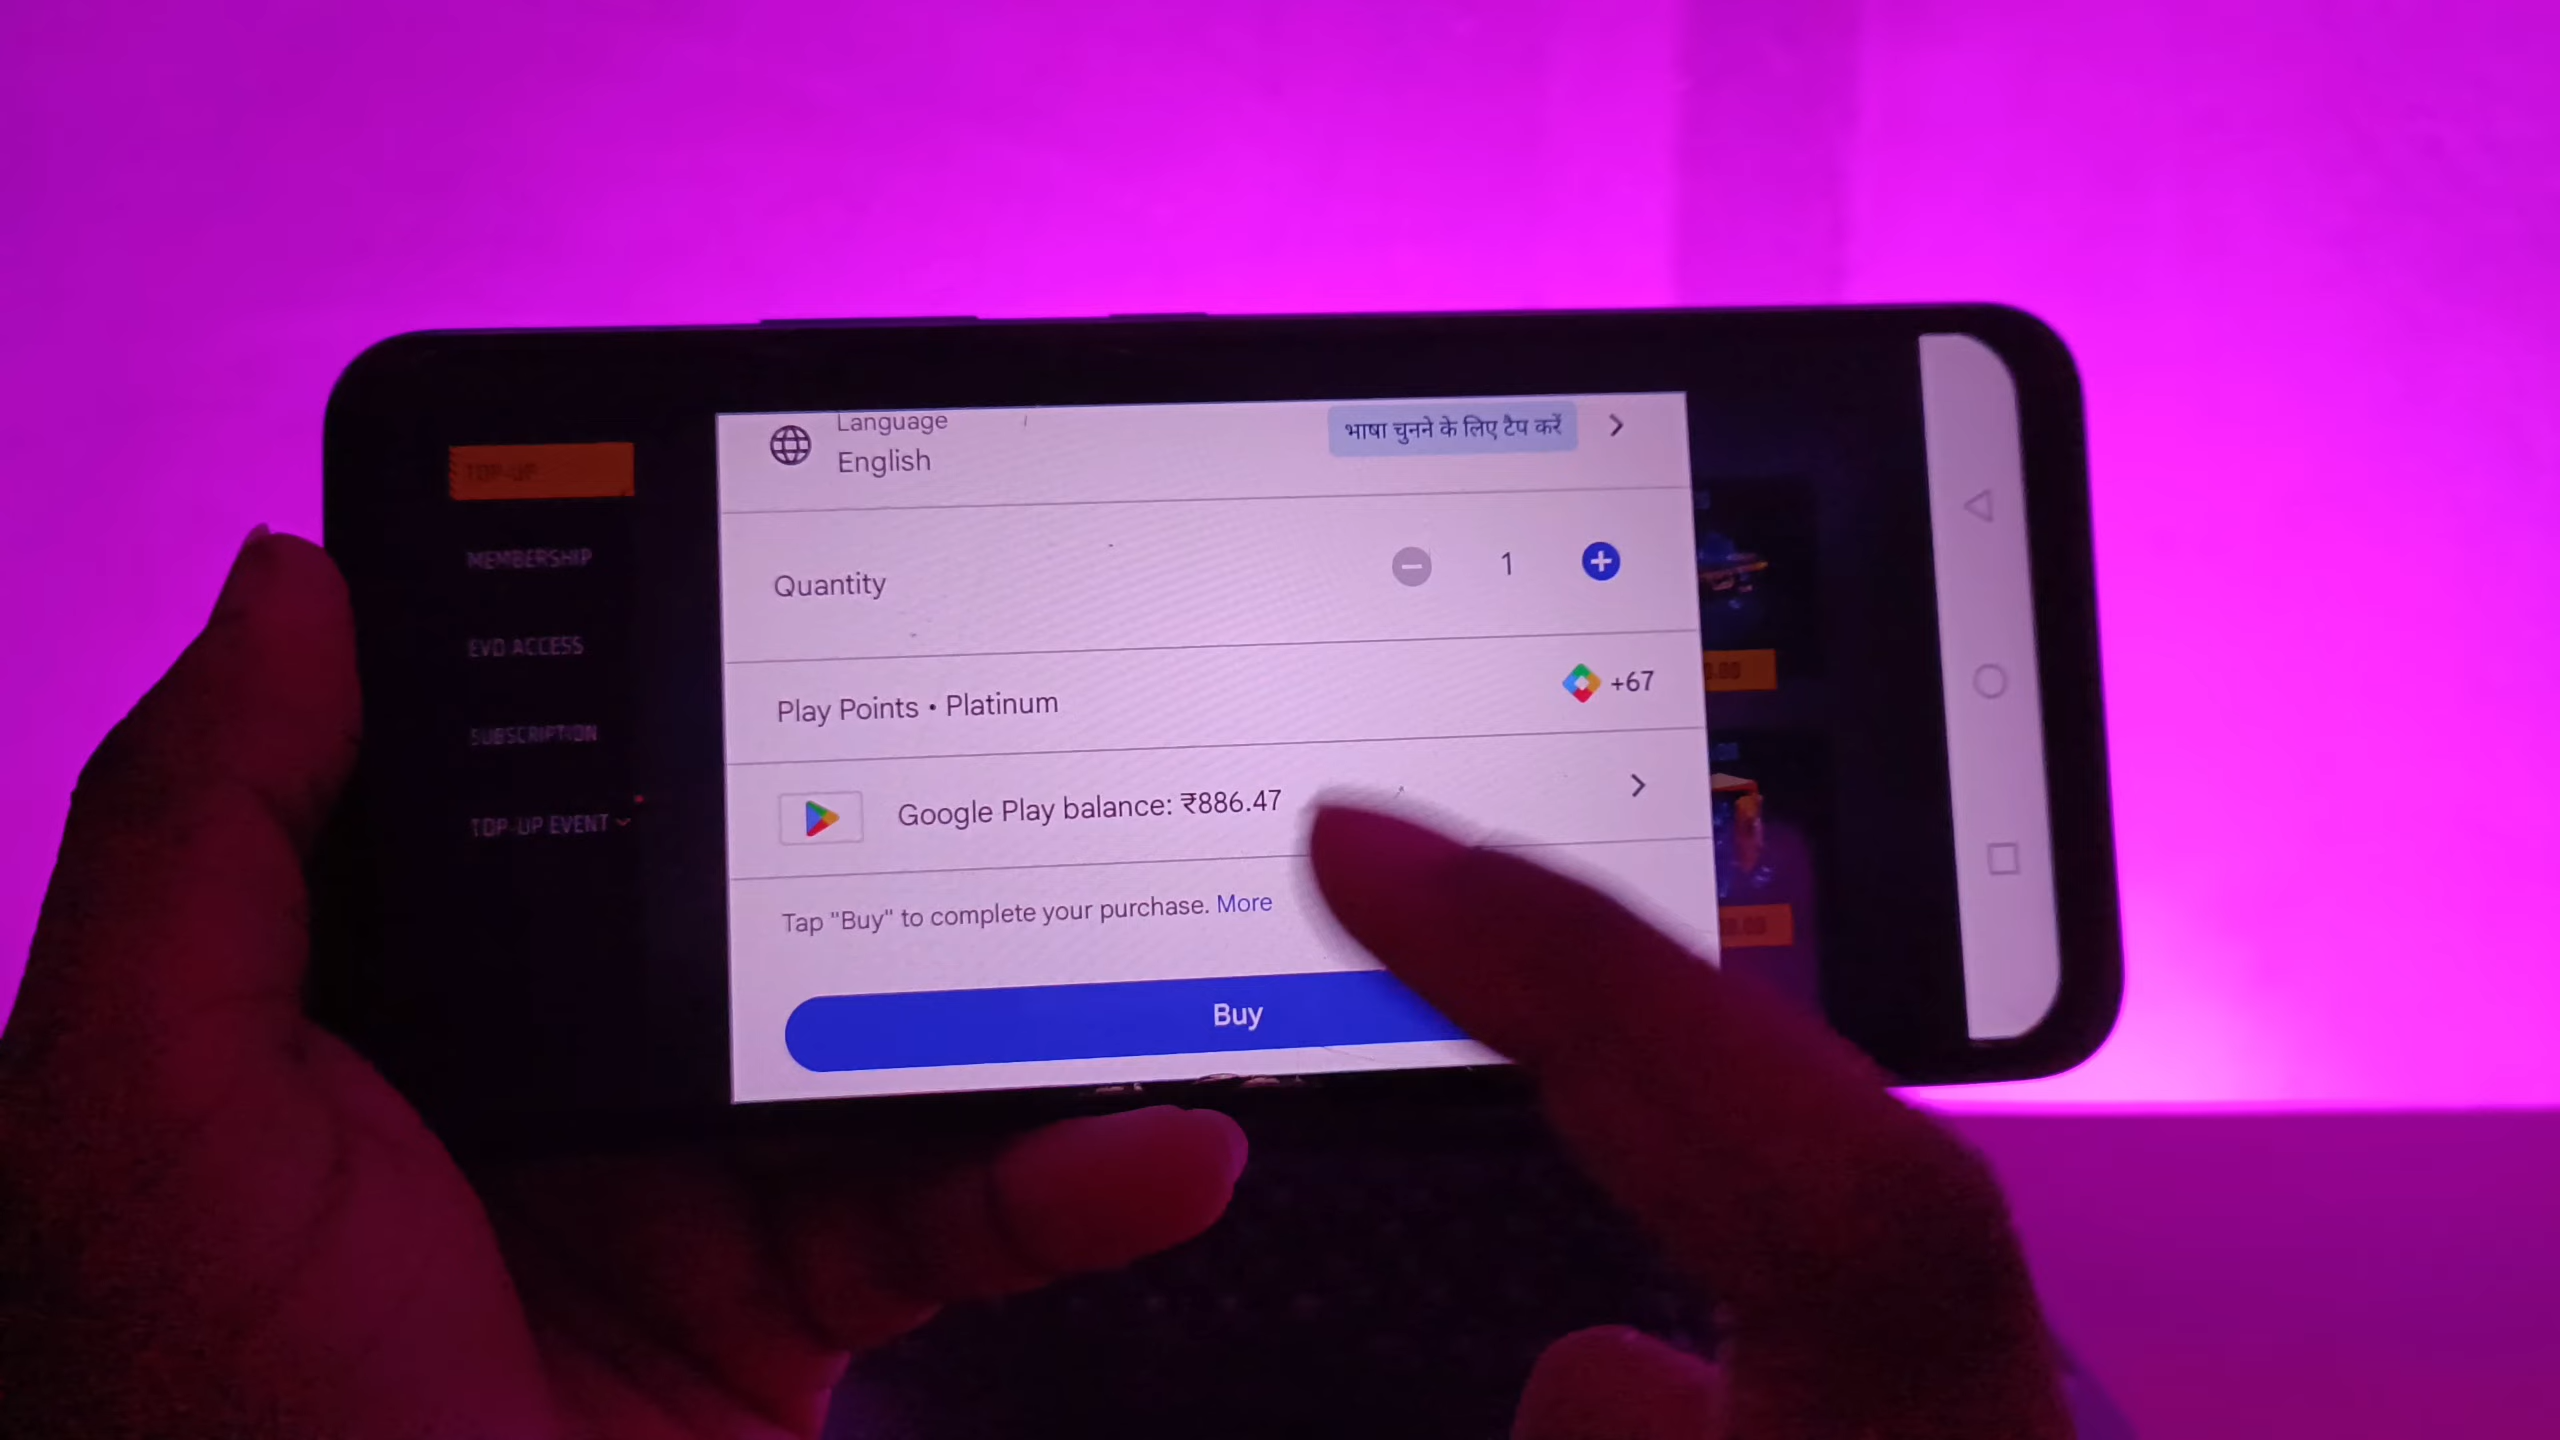 Language
English
भाषा चुनने के लिए टैप करें
Quantity
1
Play Points • Platinum
+67
Google Play balance: ₹886.47
Tap "Buy" to complete your purchase. More
Buy
TOP-UP
MEMBERSHIP
EVO ACCESS
SUBSCRIPTION
TOP-UP EVENT